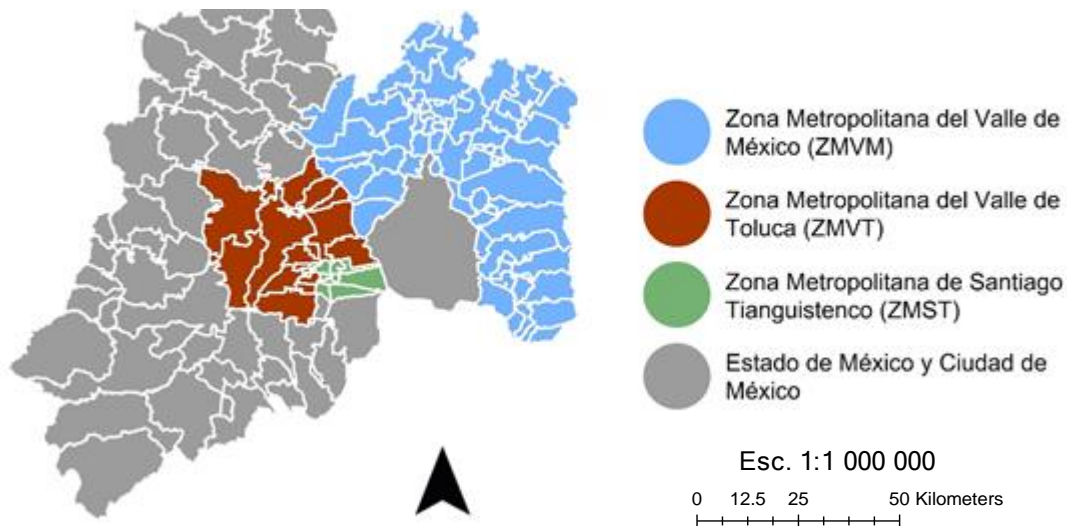 Zona Metropolitana del Valle de
México (ZMVM)
Zona Metropolitana del Valle de
Toluca (ZMVT)
Zona Metropolitana de Santiago
Tianguistenco (ZMST)
Estado de México y Ciudad de
México
Esc. 1:1 000 000
0 12.5 25 50 Kilometers